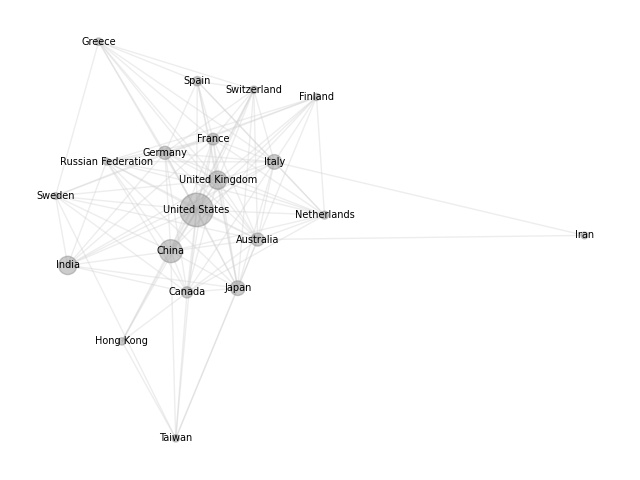 Greece
Spain
Switzerland
Finland
France
Germany
Russian Federation
Italy
United Kingdom
Sweden
United States
Netherlands
Iran
Australia
China
India
Canada
Japan
Hong Kong
Taiwan